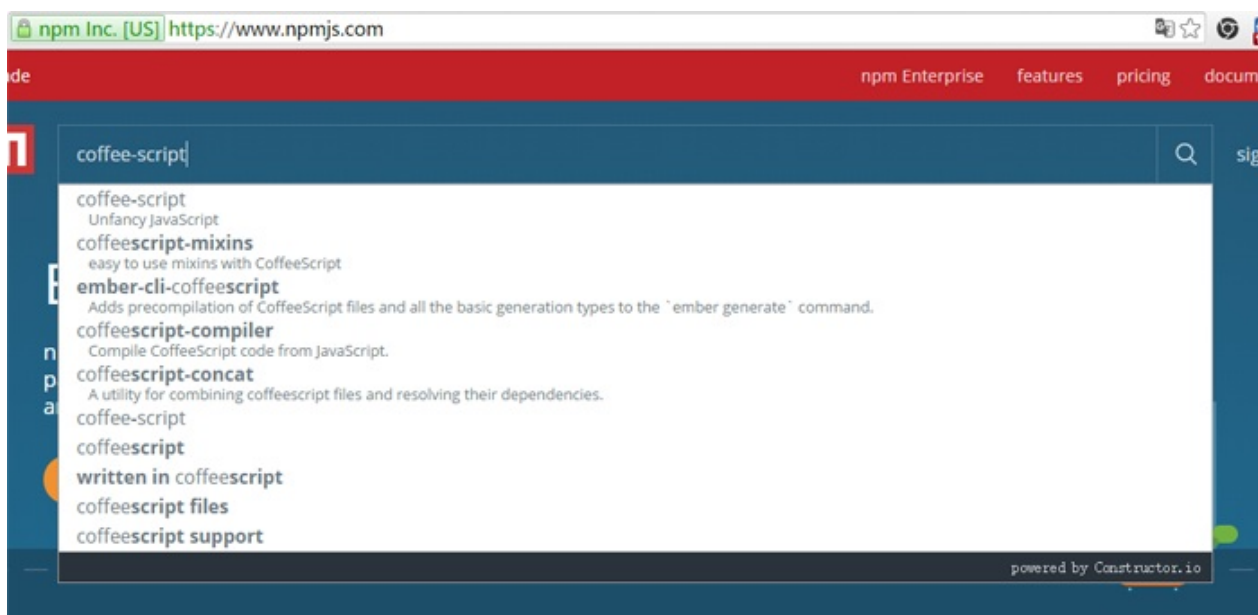 npm Inc. [US] https://www.npmjs.com
npm Enterprise features pricing
coffee-script
coffee-script
Unfancy JavaScript
coffeescript-mixins
easy to use mixins with CoffeeScript
ember-cli-coffeescript
Adds precompilation of CoffeeScript files and all the basic generation types to the `ember generate` command.
coffeescript-compiler
Compile CoffeeScript code from JavaScript.
coffeescript-concat
A utility for combining coffeescript files and resolving their dependencies.
coffee-script
coffeescript
written in coffeescript
coffeescript files
coffeescript support
powered by Constructor.io